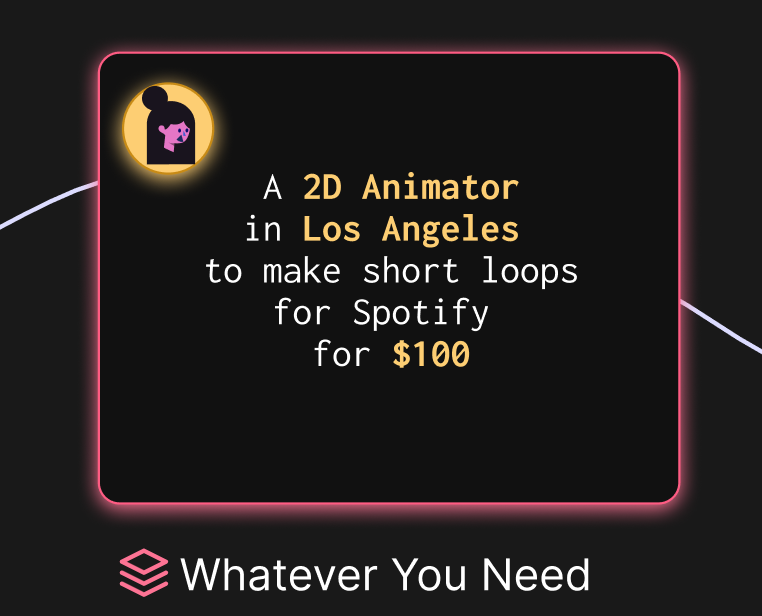 A 2D Animator
in Los Angeles
to make short loops
for Spotify
for $100
Whatever You Need